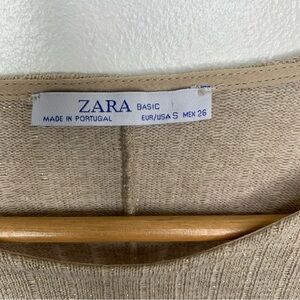 ZARA BASIC
MADE IN PORTUGAL EUR/USA S MEX 26